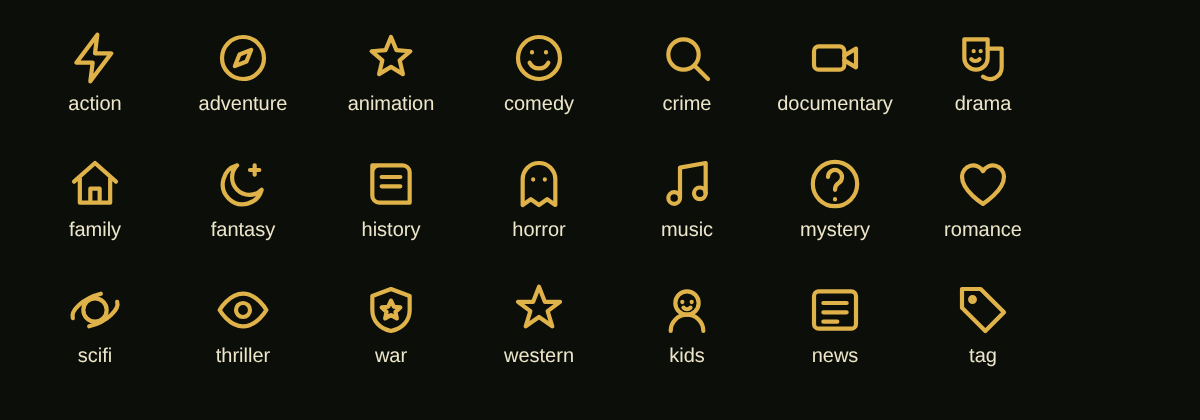 action adventure animation comedy crime documentary drama
family fantasy history horror music mystery romance
scifi thriller war western kids news tag